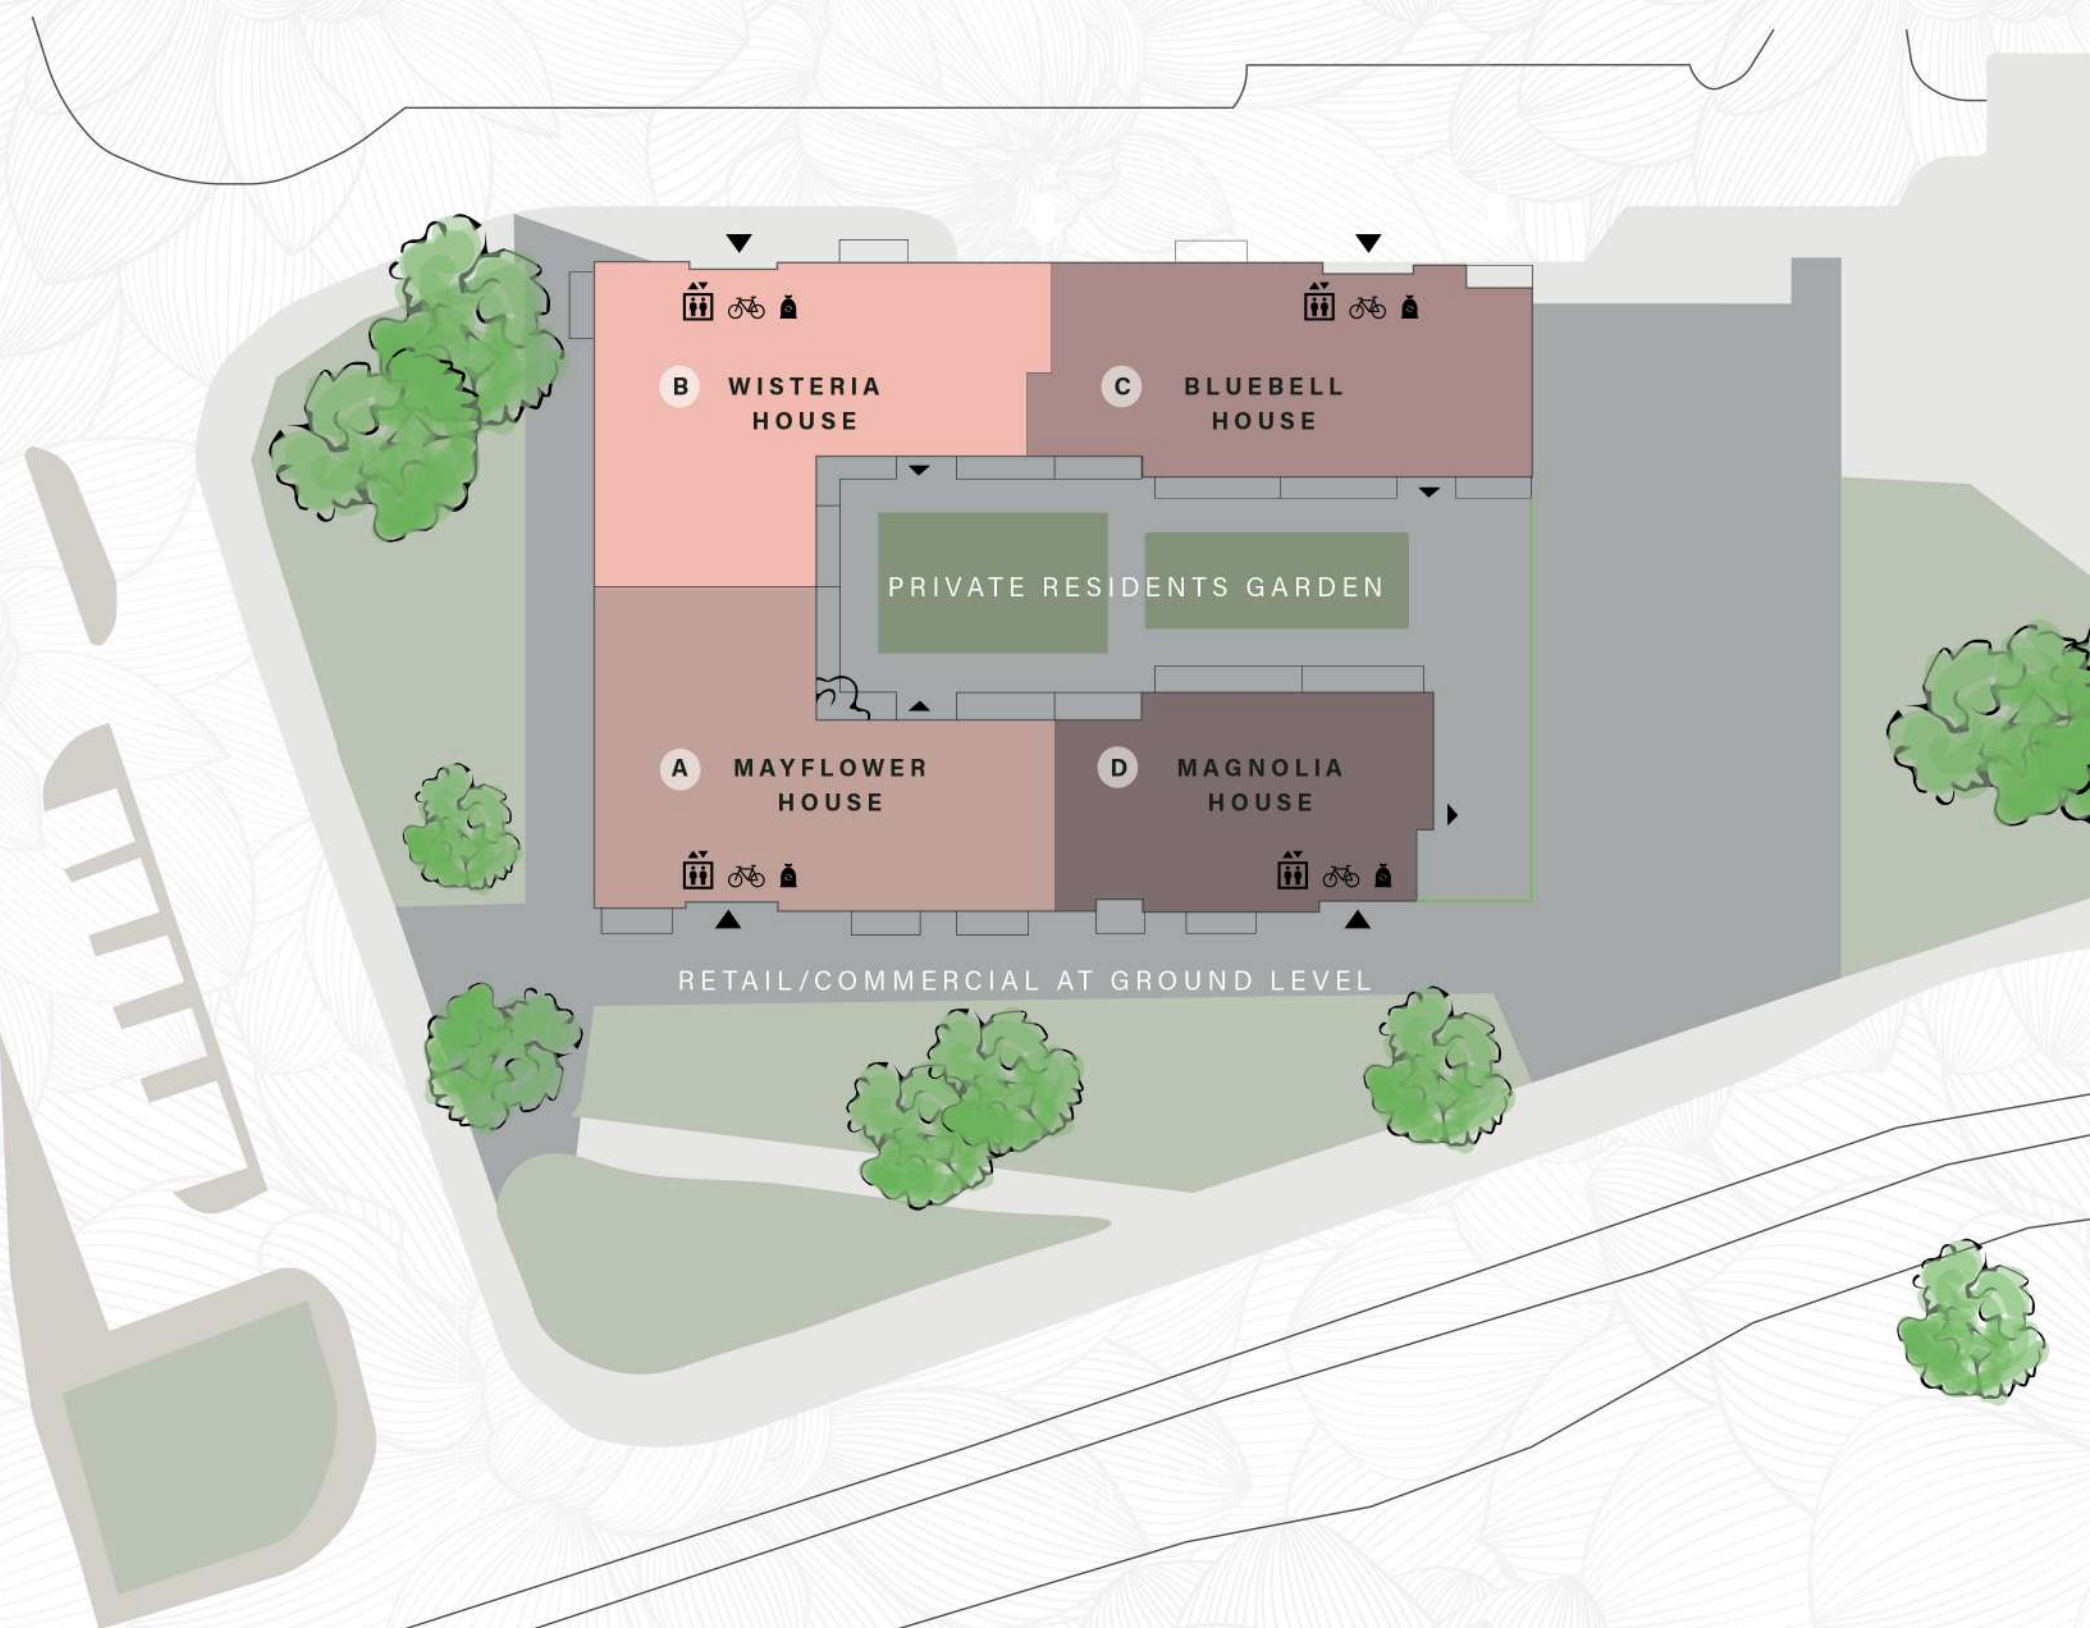 B WISTERIA
HOUSE
C BLUEBELL
HOUSE
PRIVATE RESIDENTS GARDEN
A MAYFLOWER
HOUSE
D MAGNOLIA
HOUSE
RETAIL/COMMERCIAL AT GROUND LEVEL